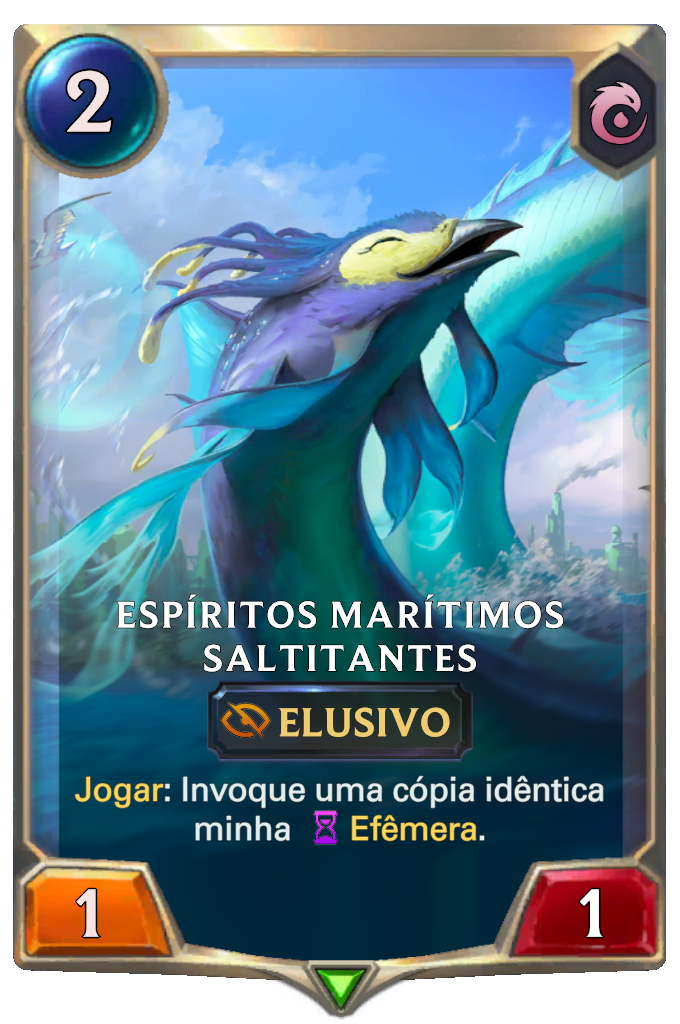 2
ESPÍRITOS MARÍTIMOS
SALTITANTES
ELUSIVO
Jogar: Invoque uma cópia idêntica
minha Efêmera.
1 1